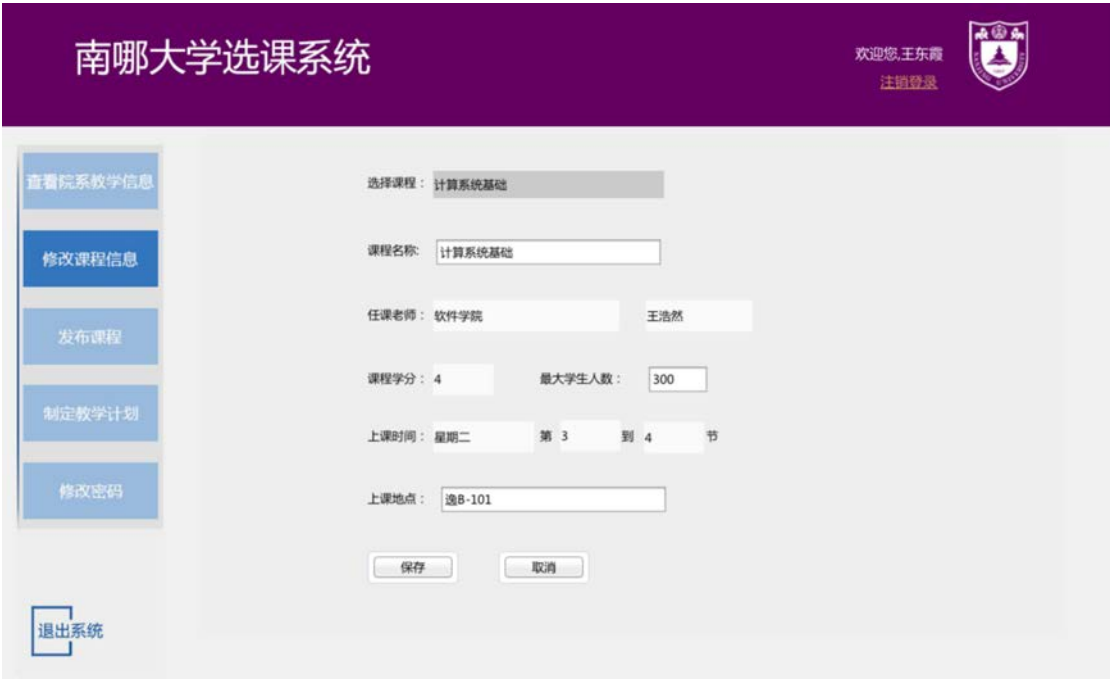 南哪大学选课系统
欢迎您,王东霞
注销登录
查看院系教学信息
修改课程信息
发布课程
制定教学计划
修改密码
退出系统
选择课程： 计算系统基础
课程名称: 计算系统基础
任课老师： 软件学院 王浩然
课程学分： 4 最大学生人数： 300
上课时间： 星期二 第 3 到 4 节
上课地点： 逸B-101
保存 取消